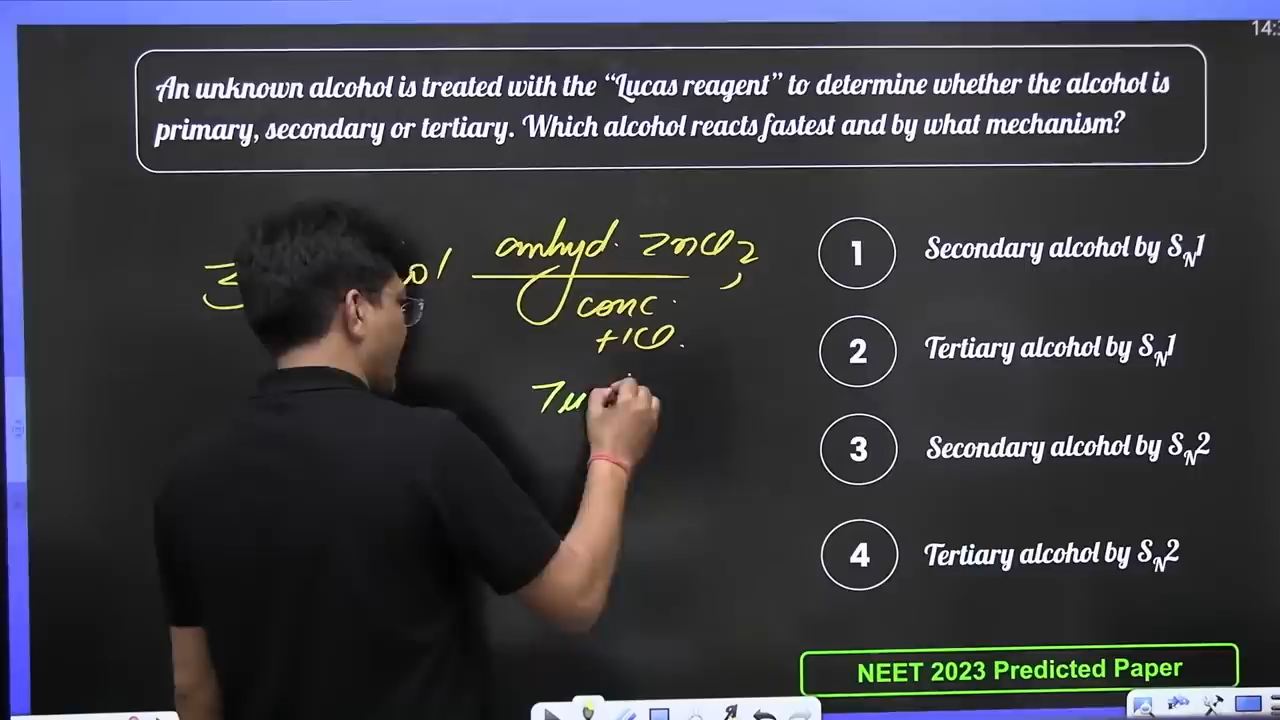 14:
An unknown alcohol is treated with the “Lucas reagent” to determine whether the alcohol is
primary, secondary or tertiary. Which alcohol reacts fastest and by what mechanism?
anhyd. ZnCl2
conc.
HCl.
1 Secondary alcohol by SN1
2 Tertiary alcohol by SN1
3 Secondary alcohol by SN2
4 Tertiary alcohol by SN2
NEET 2023 Predicted Paper